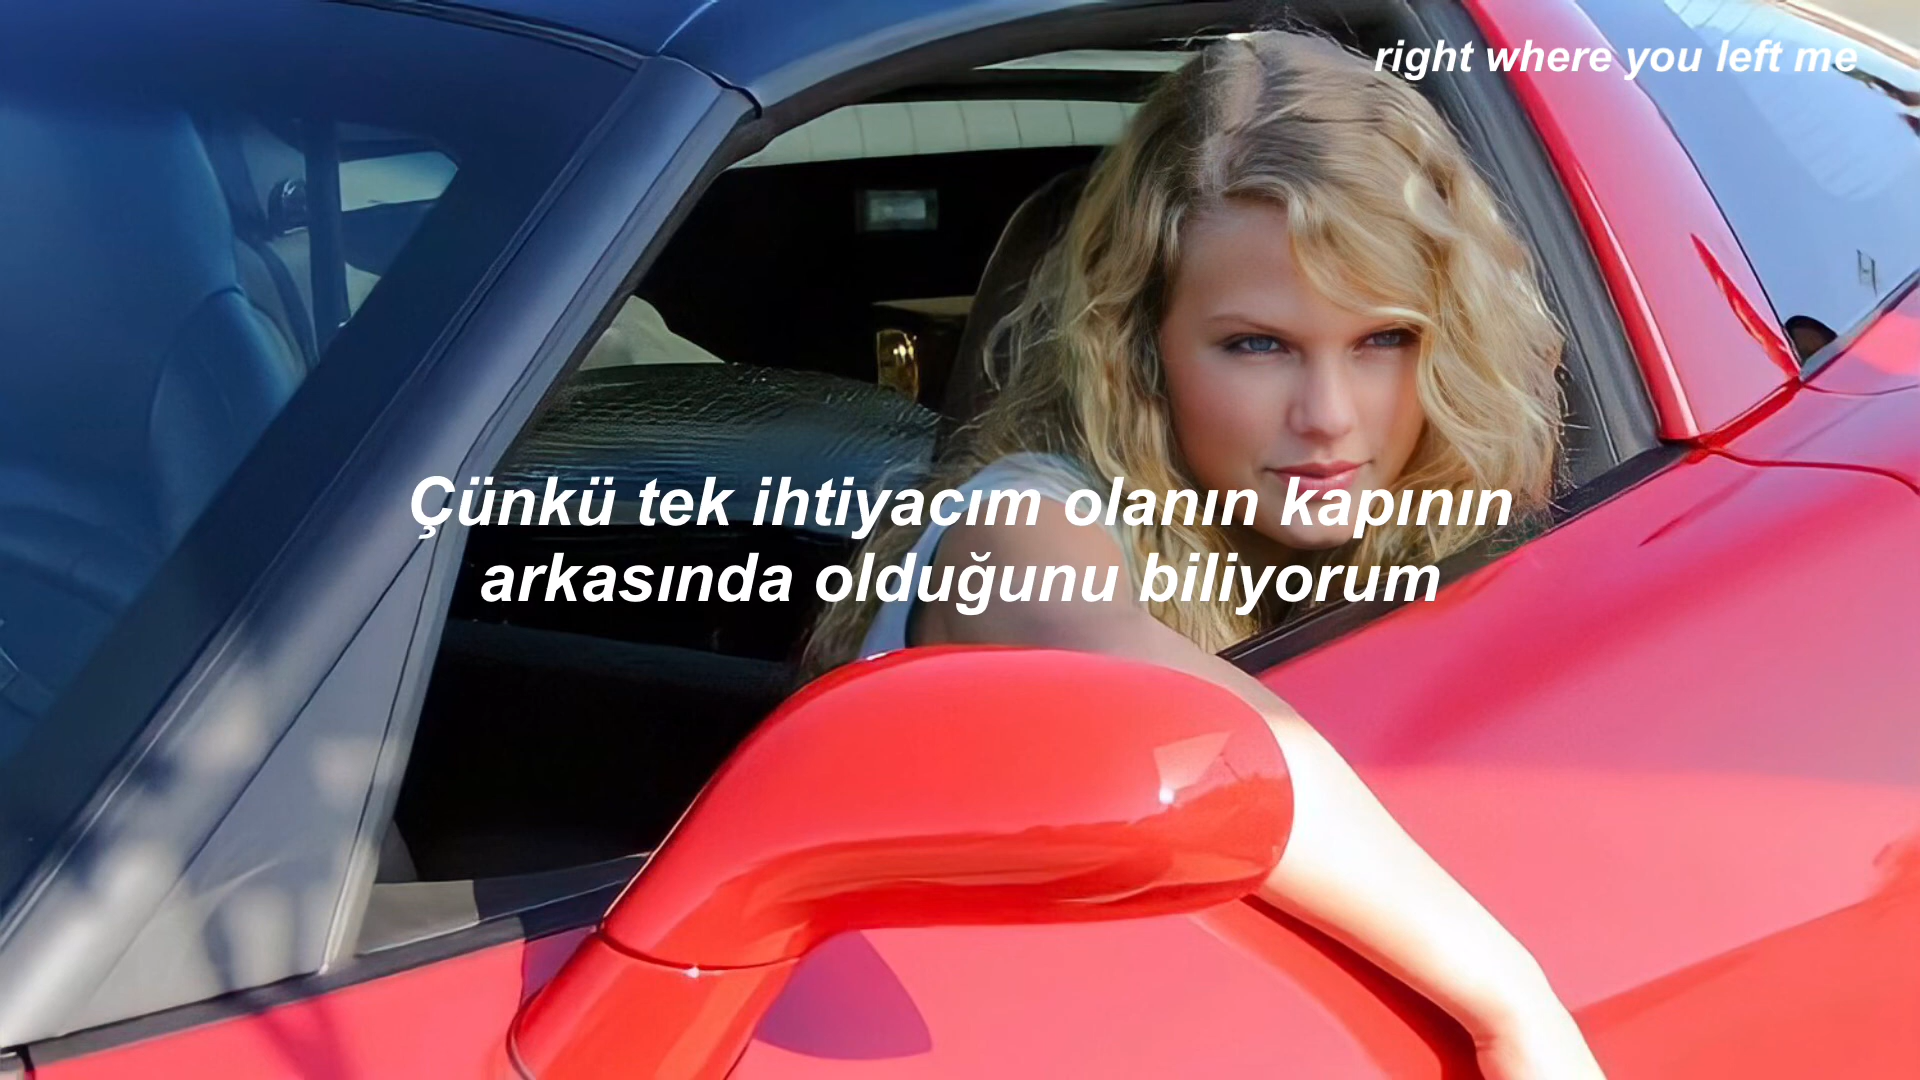 right where you left me
Çünkü tek ihtiyacım olanın kapının
arkasında olduğunu biliyorum